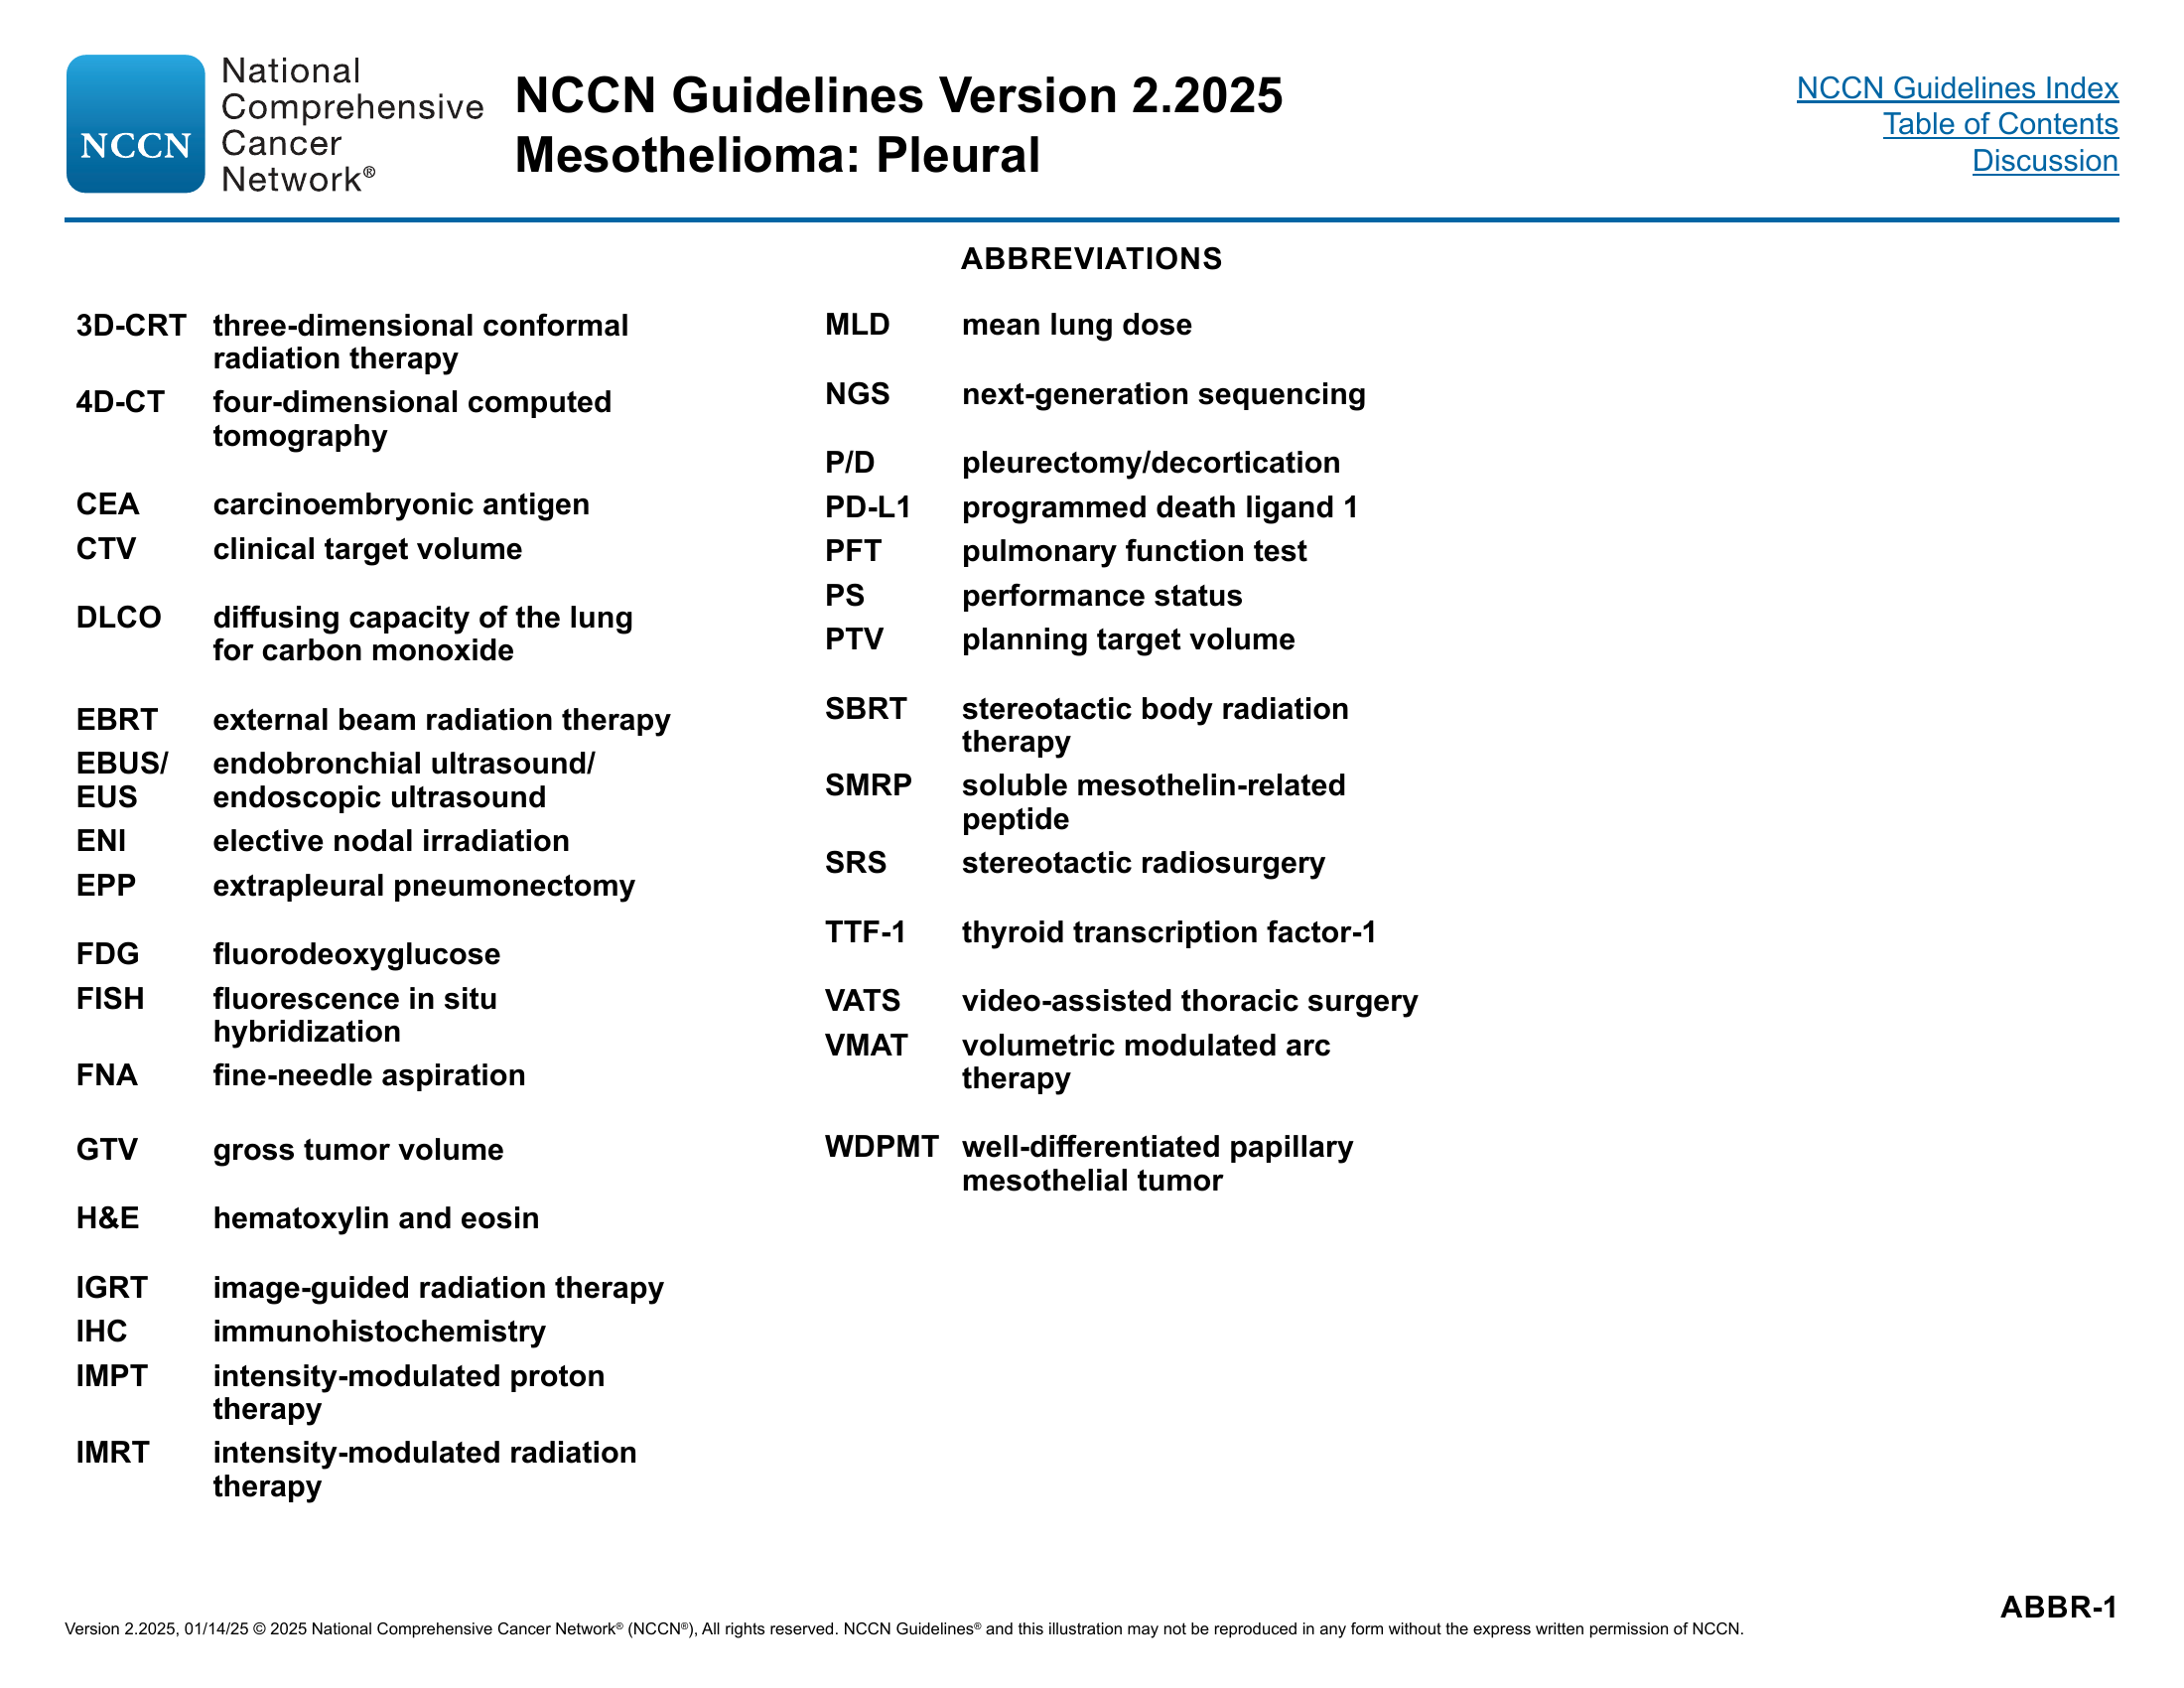 NCCN
National
Comprehensive
Cancer
Network®
NCCN Guidelines Version 2.2025
Mesothelioma: Pleural
NCCN Guidelines Index
Table of Contents
Discussion
ABBREVIATIONS
3D-CRT three-dimensional conformal
radiation therapy
4D-CT four-dimensional computed
tomography
CEA carcinoembryonic antigen
CTV clinical target volume
DLCO diffusing capacity of the lung
for carbon monoxide
EBRT external beam radiation therapy
EBUS/ endobronchial ultrasound/
EUS endoscopic ultrasound
ENI elective nodal irradiation
EPP extrapleural pneumonectomy
FDG fluorodeoxyglucose
FISH fluorescence in situ
hybridization
FNA fine-needle aspiration
GTV gross tumor volume
H&E hematoxylin and eosin
IGRT image-guided radiation therapy
IHC immunohistochemistry
IMPT intensity-modulated proton
therapy
IMRT intensity-modulated radiation
therapy
MLD mean lung dose
NGS next-generation sequencing
P/D pleurectomy/decortication
PD-L1 programmed death ligand 1
PFT pulmonary function test
PS performance status
PTV planning target volume
SBRT stereotactic body radiation
therapy
SMRP soluble mesothelin-related
peptide
SRS stereotactic radiosurgery
TTF-1 thyroid transcription factor-1
VATS video-assisted thoracic surgery
VMAT volumetric modulated arc
therapy
WDPMT well-differentiated papillary
mesothelial tumor
ABBR-1
Version 2.2025, 01/14/25 © 2025 National Comprehensive Cancer Network® (NCCN®), All rights reserved. NCCN Guidelines® and this illustration may not be reproduced in any form without the express written permission of NCCN.